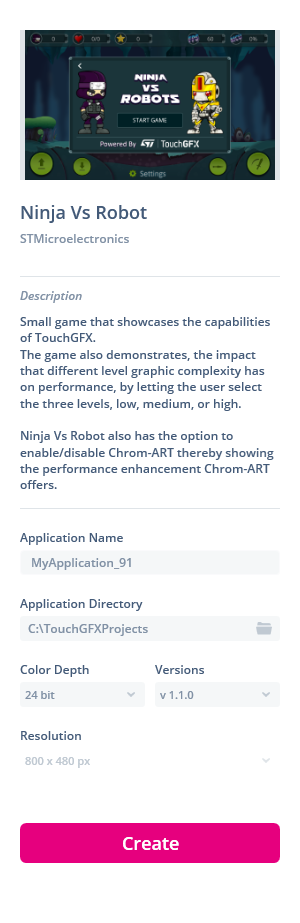 0
0/0
0
60
0%
NINJA
VS
ROBOTS
START GAME
Powered By ST TouchGFX
Settings
Ninja Vs Robot
STMicroelectronics
Description
Small game that showcases the capabilities
of TouchGFX.
The game also demonstrates, the impact
that different level graphic complexity has
on performance, by letting the user select
the three levels, low, medium, or high.
Ninja Vs Robot also has the option to
enable/disable Chrom-ART thereby showing
the performance enhancement Chrom-ART
offers.
Application Name
MyApplication_91
Application Directory
C:\TouchGFXProjects
Color Depth
Versions
24 bit
v 1.1.0
Resolution
800 x 480 px
Create